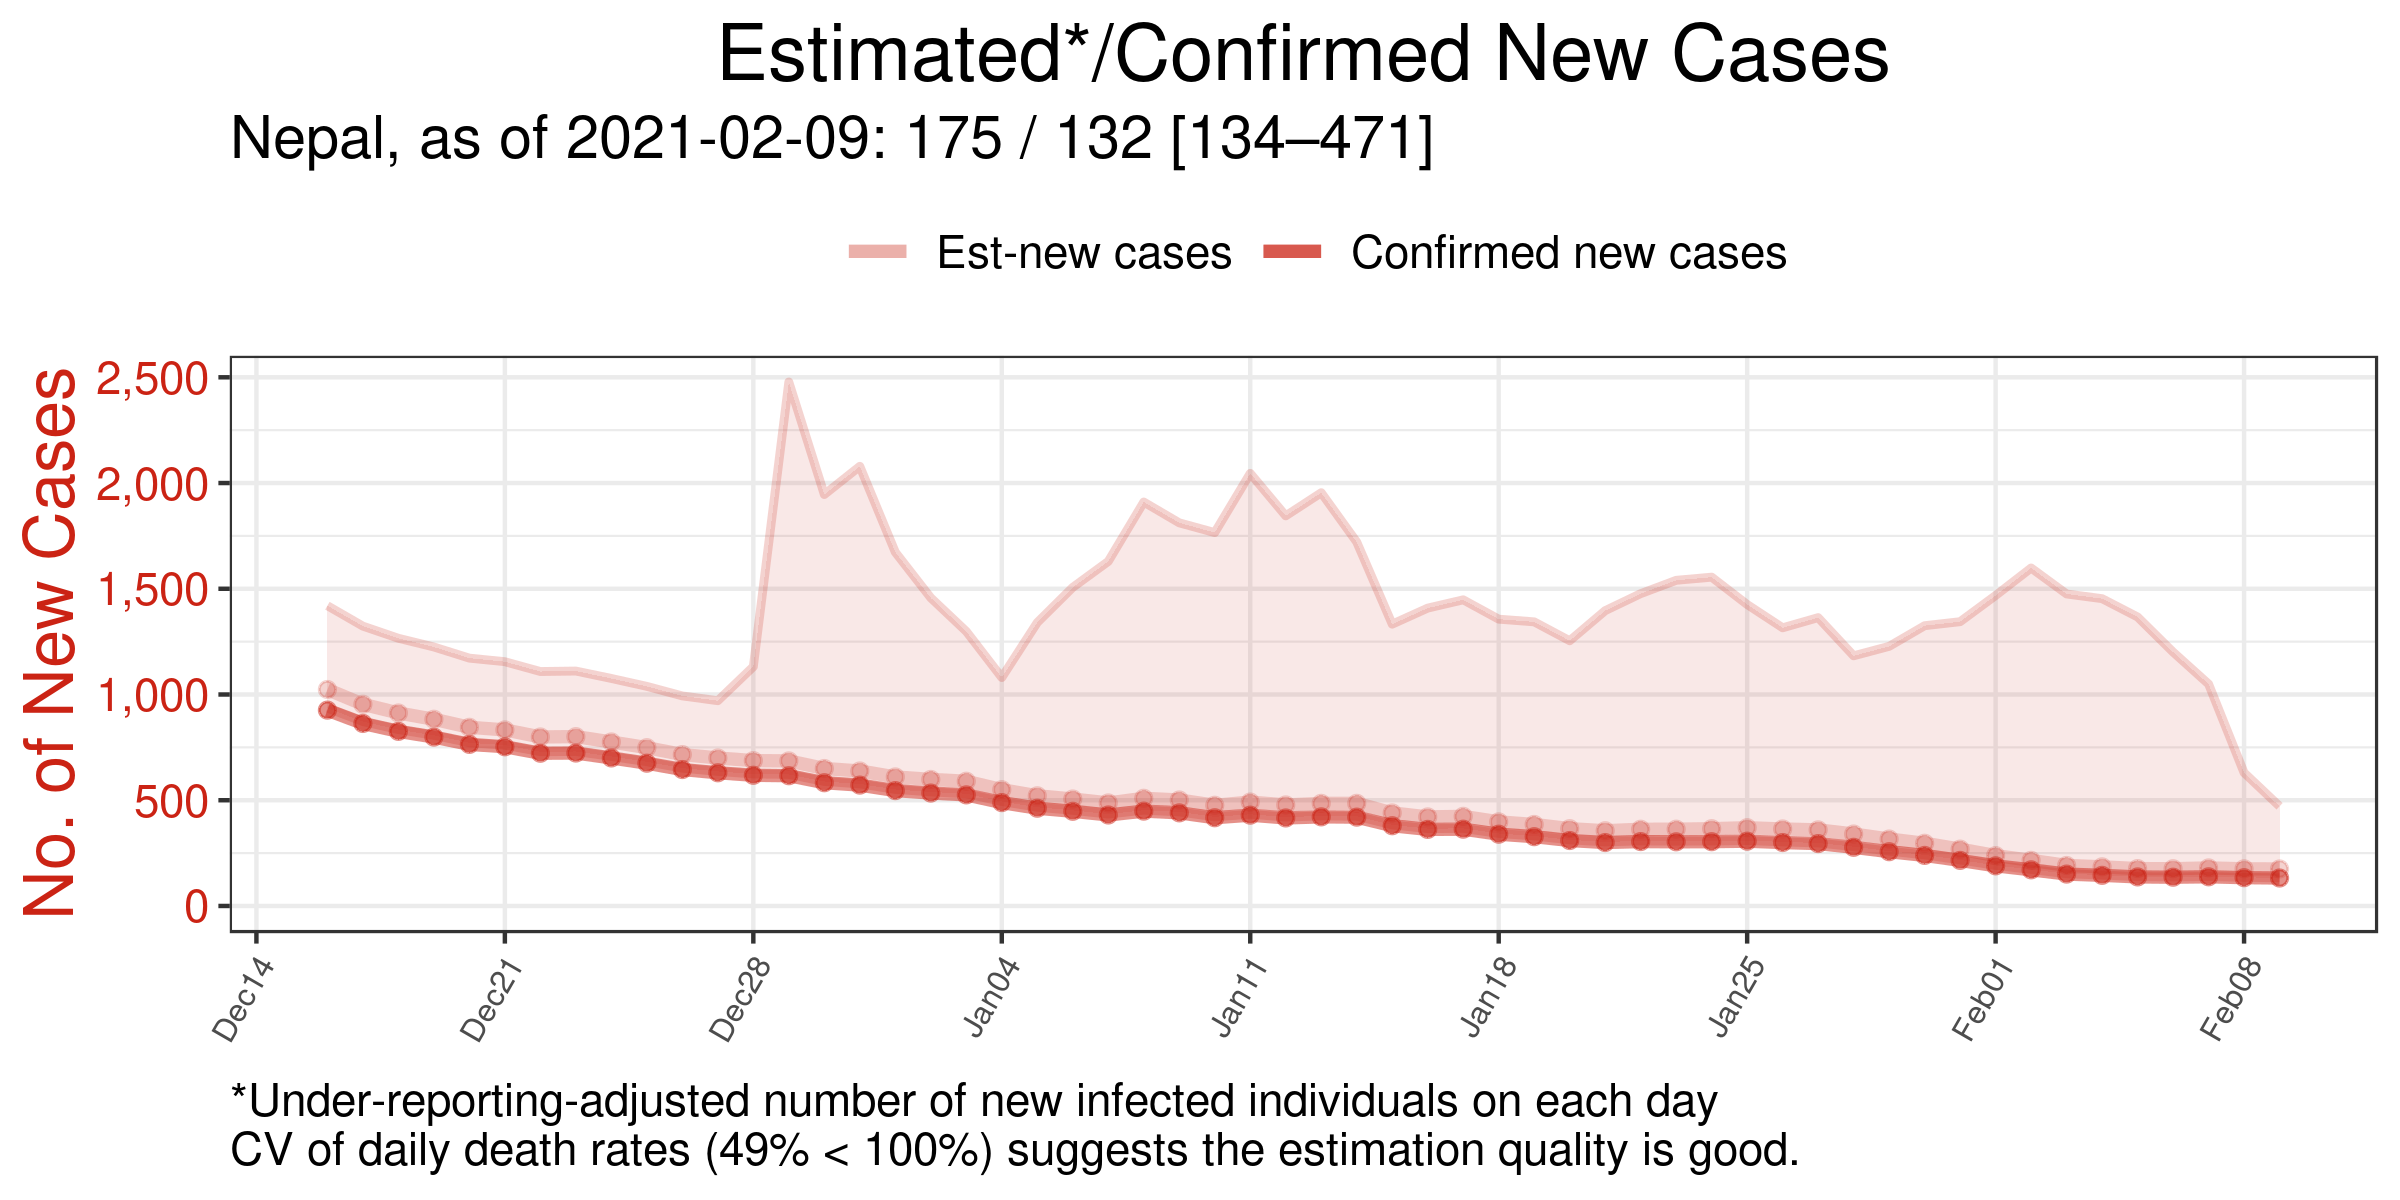 Estimated*/Confirmed New Cases
Nepal, as of 2021-02-09: 175 / 132 [134–471]
Est-new cases Confirmed new cases
No. of New Cases
2,500
2,000
1,500
1,000
500
0
Dec14 Dec21 Dec28 Jan04 Jan11 Jan18 Jan25 Feb01 Feb08
*Under-reporting-adjusted number of new infected individuals on each day
CV of daily death rates (49% < 100%) suggests the estimation quality is good.